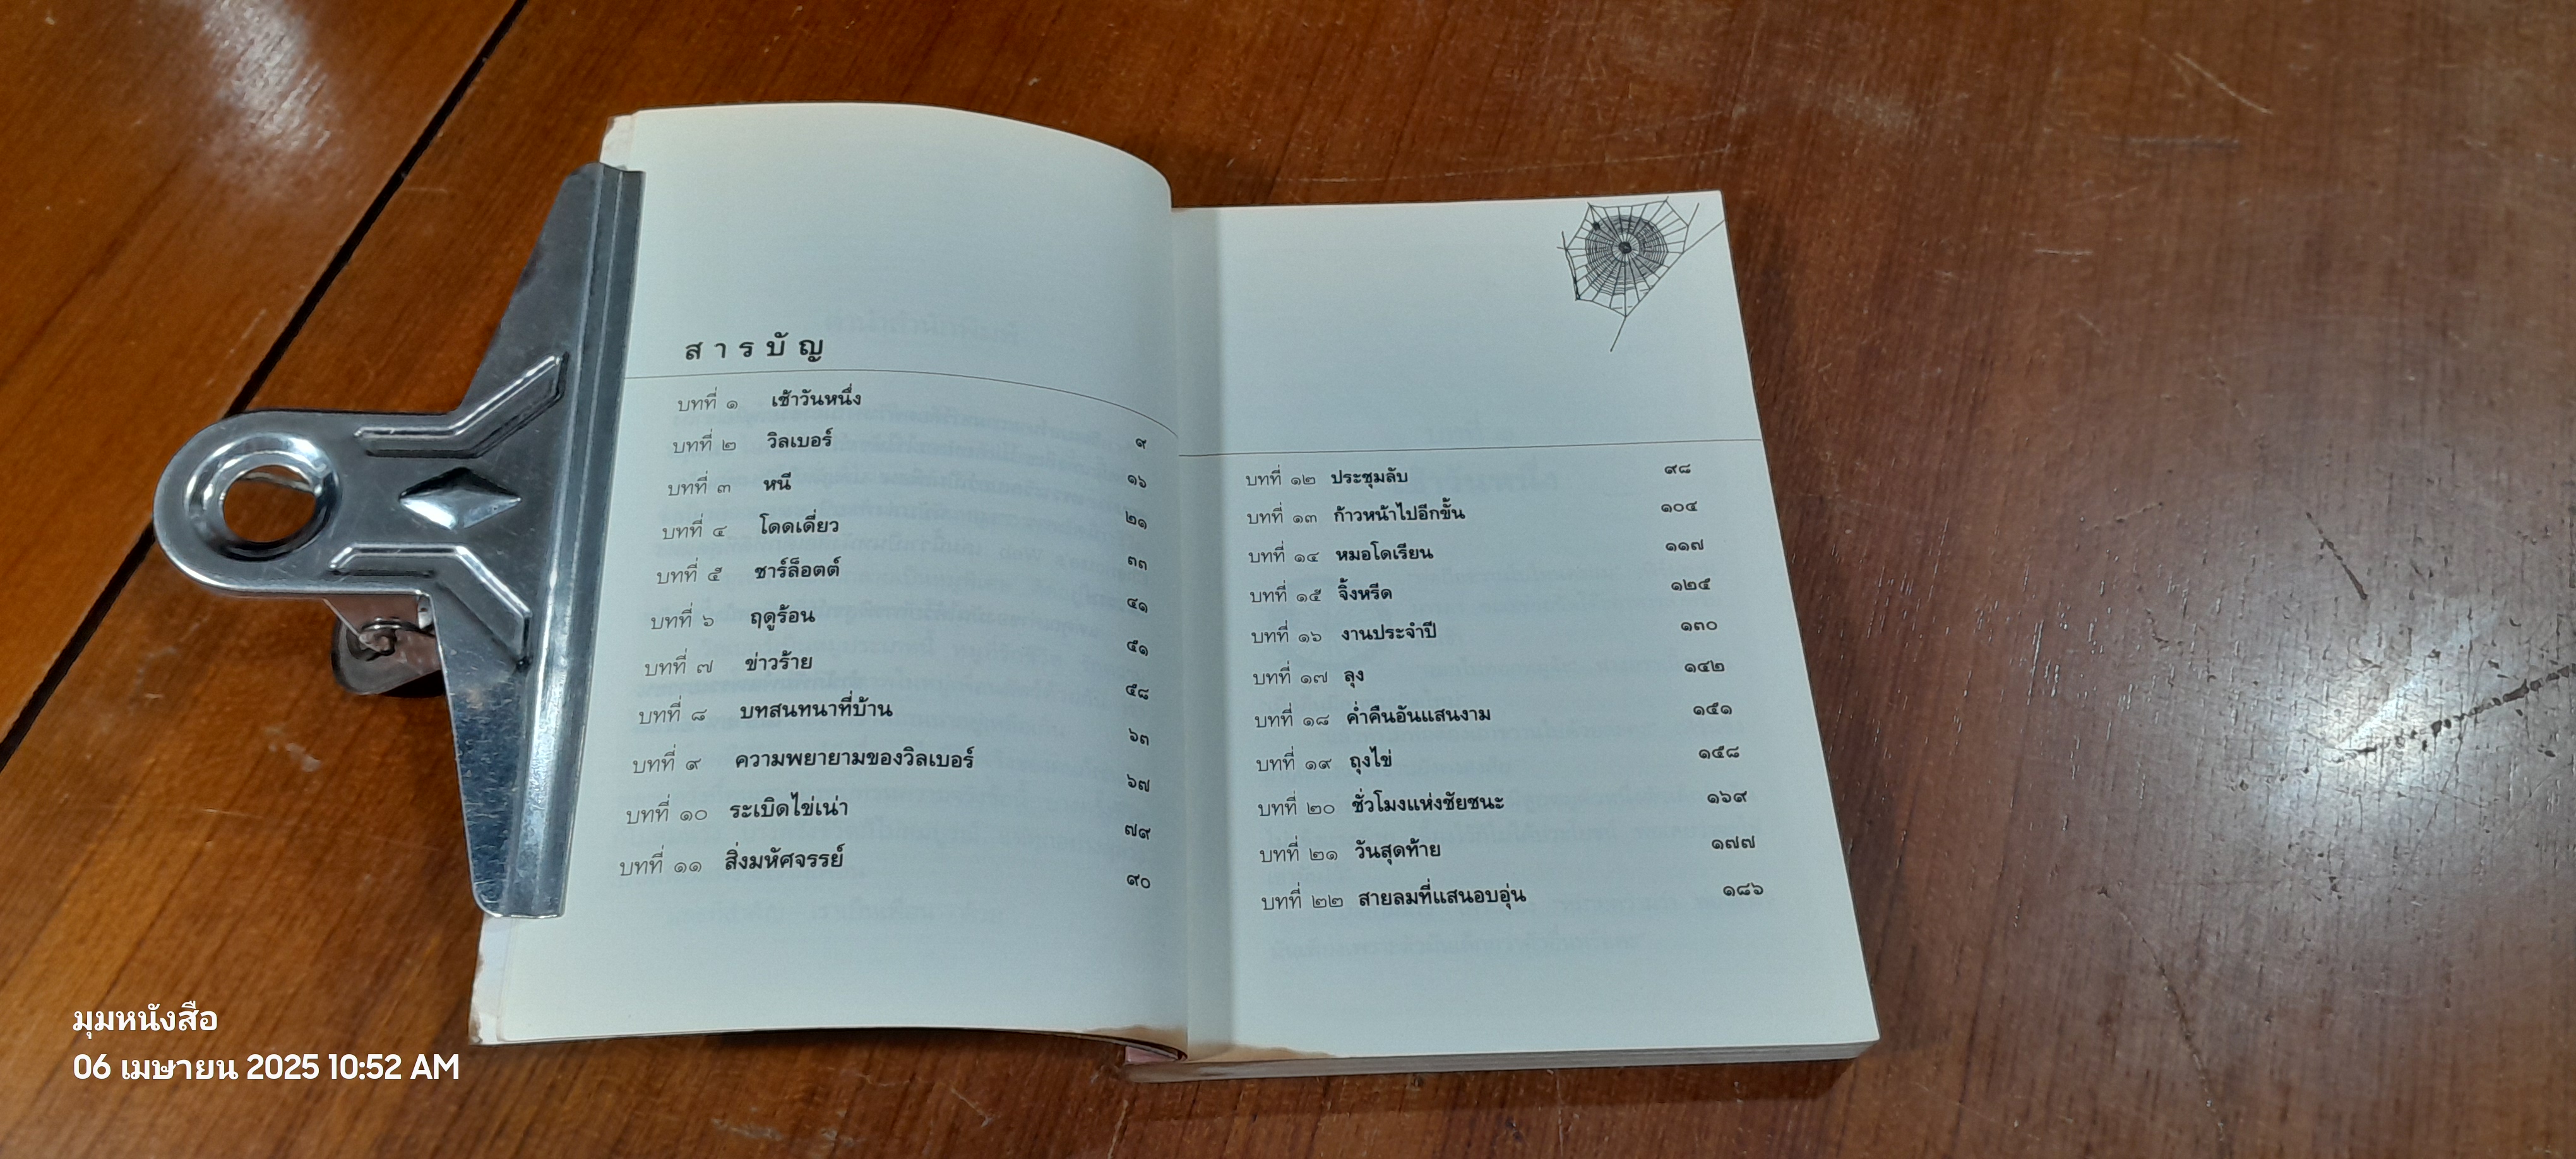 สารบัญ
บทที่ ๑ เช้าวันหนึ่ง ๙
บทที่ ๒ วิลเบอร์ ๑๖
บทที่ ๓ หนี ๒๑
บทที่ ๔ โดดเดี่ยว ๓๓
บทที่ ๕ ชาร์ล็อตต์ ๔๑
บทที่ ๖ ฤดูร้อน ๕๑
บทที่ ๗ ข่าวร้าย ๕๘
บทที่ ๘ บทสนทนาที่บ้าน ๖๓
บทที่ ๙ ความพยายามของวิลเบอร์ ๖๗
บทที่ ๑๐ ระเบิดไข่เน่า ๗๙
บทที่ ๑๑ สิ่งมหัศจรรย์ ๙๐
บทที่ ๑๒ ประชุมลับ ๙๘
บทที่ ๑๓ ก้าวหน้าไปอีกขั้น ๑๐๔
บทที่ ๑๔ หมอโดเรียน ๑๑๗
บทที่ ๑๕ จิ้งหรีด ๑๒๕
บทที่ ๑๖ งานประจำปี ๑๓๐
บทที่ ๑๗ ลุง ๑๔๒
บทที่ ๑๘ ค่ำคืนอันแสนงาม ๑๕๑
บทที่ ๑๙ ถุงไข่ ๑๕๘
บทที่ ๒๐ ชั่วโมงแห่งชัยชนะ ๑๖๙
บทที่ ๒๑ วันสุดท้าย ๑๗๗
บทที่ ๒๒ สายลมที่แสนอบอุ่น ๑๘๖
มุมหนังสือ
06 เมษายน 2025 10:52 AM